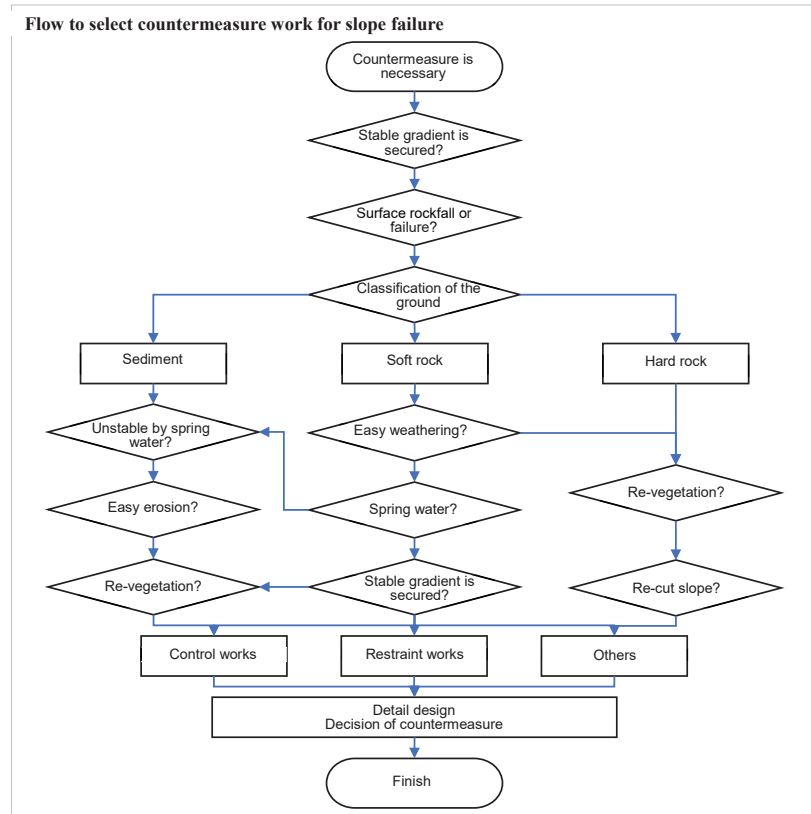 Flow to select countermeasure work for slope failure
Countermeasure is
necessary
Stable gradient is
secured?
Surface rockfall or
failure?
Classification of the
ground
Sediment
Soft rock
Hard rock
Unstable by spring
water?
Easy weathering?
Re-vegetation?
Easy erosion?
Spring water?
Re-vegetation?
Stable gradient is
secured?
Re-cut slope?
Control works
Restraint works
Others
Detail design
Decision of countermeasure
Finish